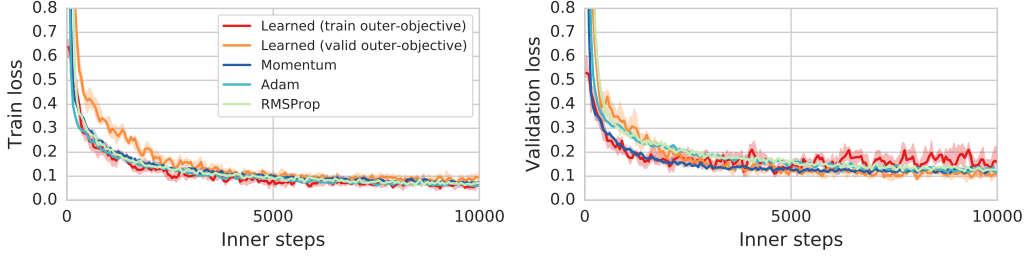 0.8
0.7
0.6
0.5
0.4
0.3
0.2
0.1
0.0
Train loss
Learned (train outer-objective)
Learned (valid outer-objective)
Momentum
Adam
RMSProp
0
5000
10000
Inner steps
0.8
0.7
0.6
0.5
0.4
0.3
0.2
0.1
0.0
Validation loss
0
5000
10000
Inner steps